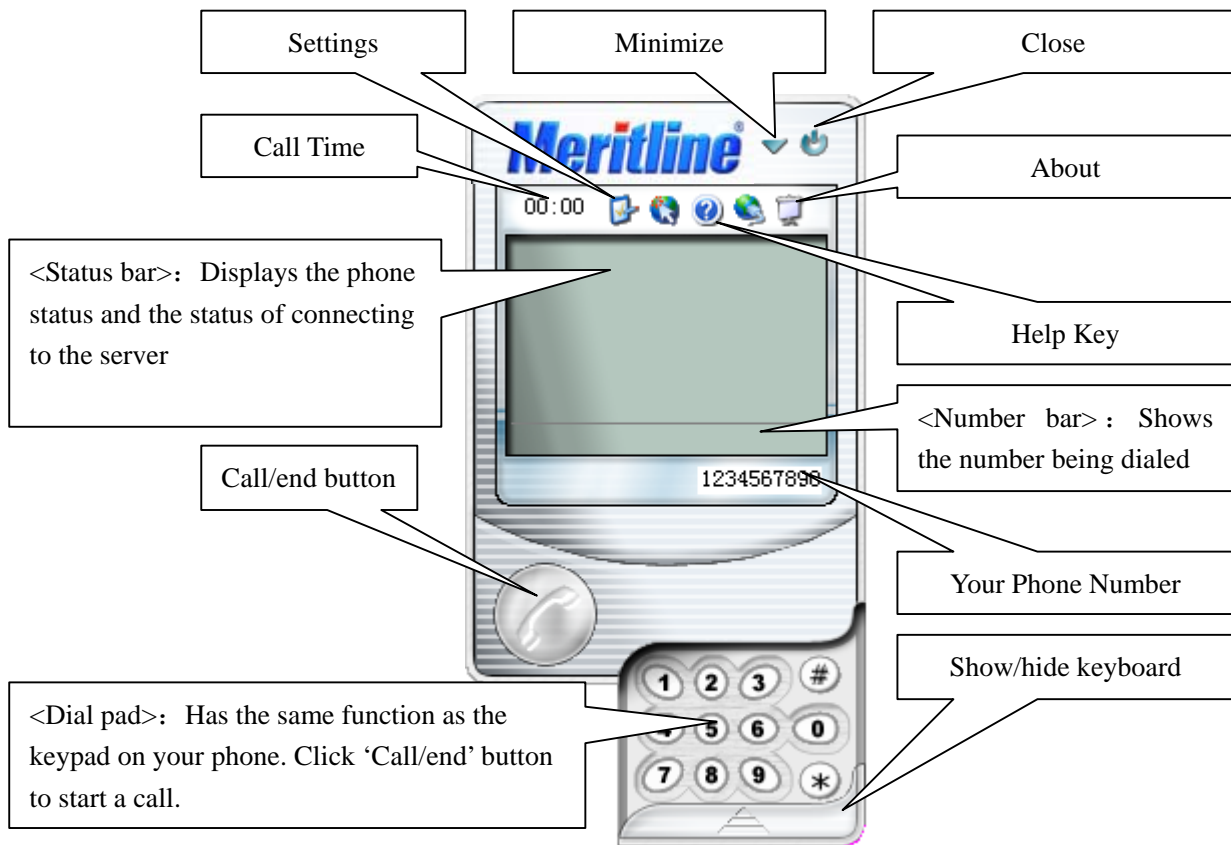 Settings
Minimize
Close
Call Time
Meritline®
About
00:00
<Status bar>：Displays the phone
status and the status of connecting
to the server
Help Key
<Number bar>：Shows
the number being dialed
Call/end button
1234567890
Your Phone Number
Show/hide keyboard
1 2 3 #
4 5 6 0
7 8 9 *
<Dial pad>：Has the same function as the
keypad on your phone. Click ‘Call/end’ button
to start a call.